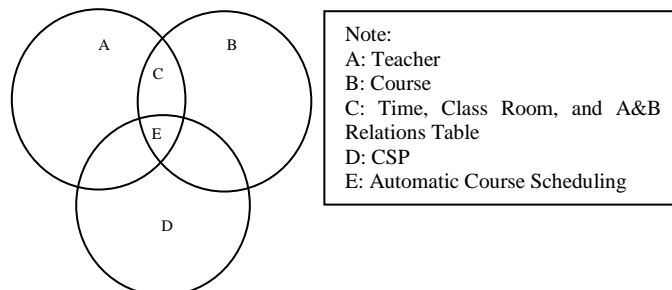 A
B
C
E
D
Note:
A: Teacher
B: Course
C: Time, Class Room, and A&B
Relations Table
D: CSP
E: Automatic Course Scheduling